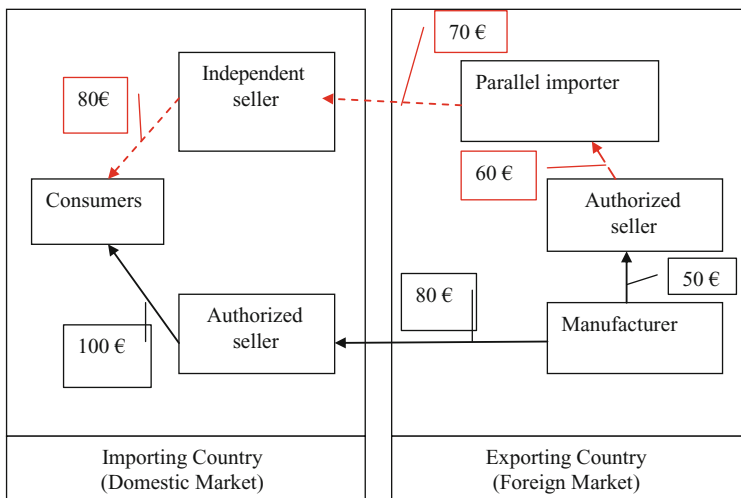 70 €
Independent
seller
Parallel importer
80€
60 €
Consumers
Authorized
seller
50 €
80 €
Authorized
seller
Manufacturer
100 €
Importing Country
(Domestic Market)
Exporting Country
(Foreign Market)